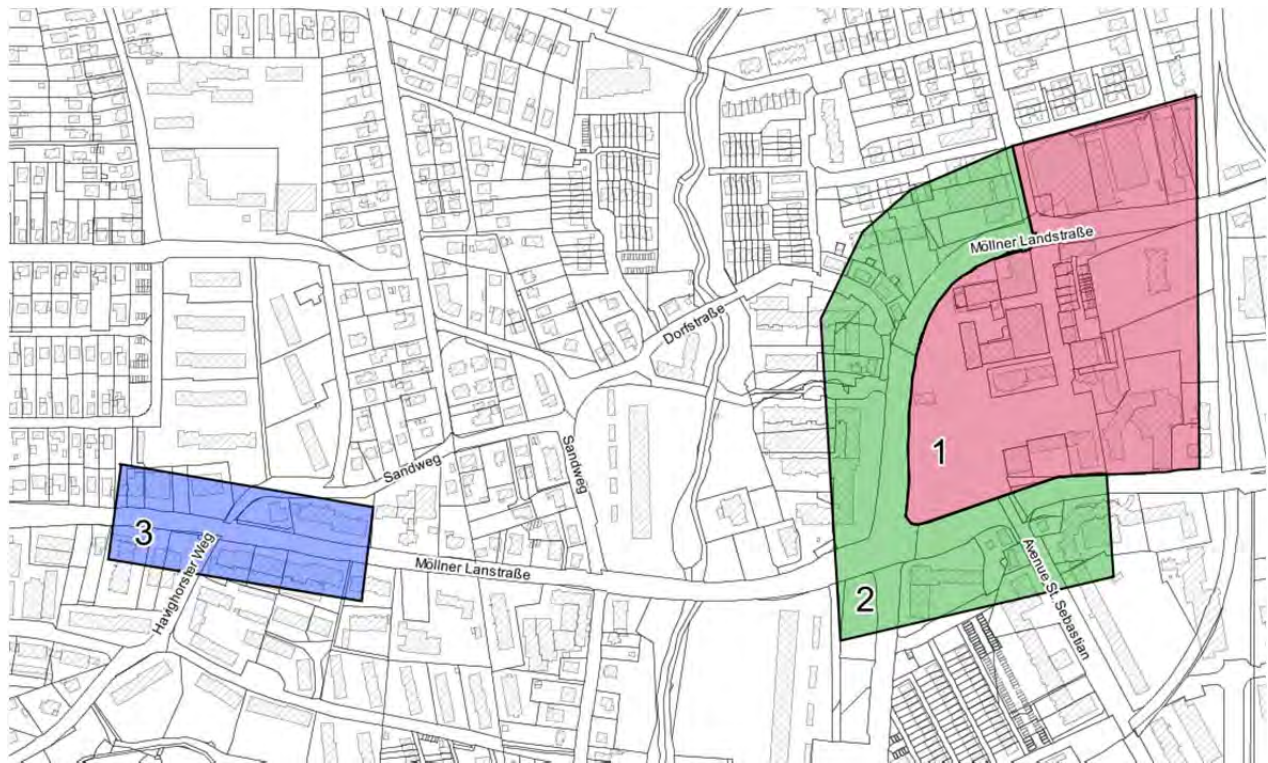 Möllner Landstraße
Dorfstraße
1
Sandweg
Sandweg
3
Havighorster Weg
Möllner Lanstraße
Avenue St. Sebastian
2